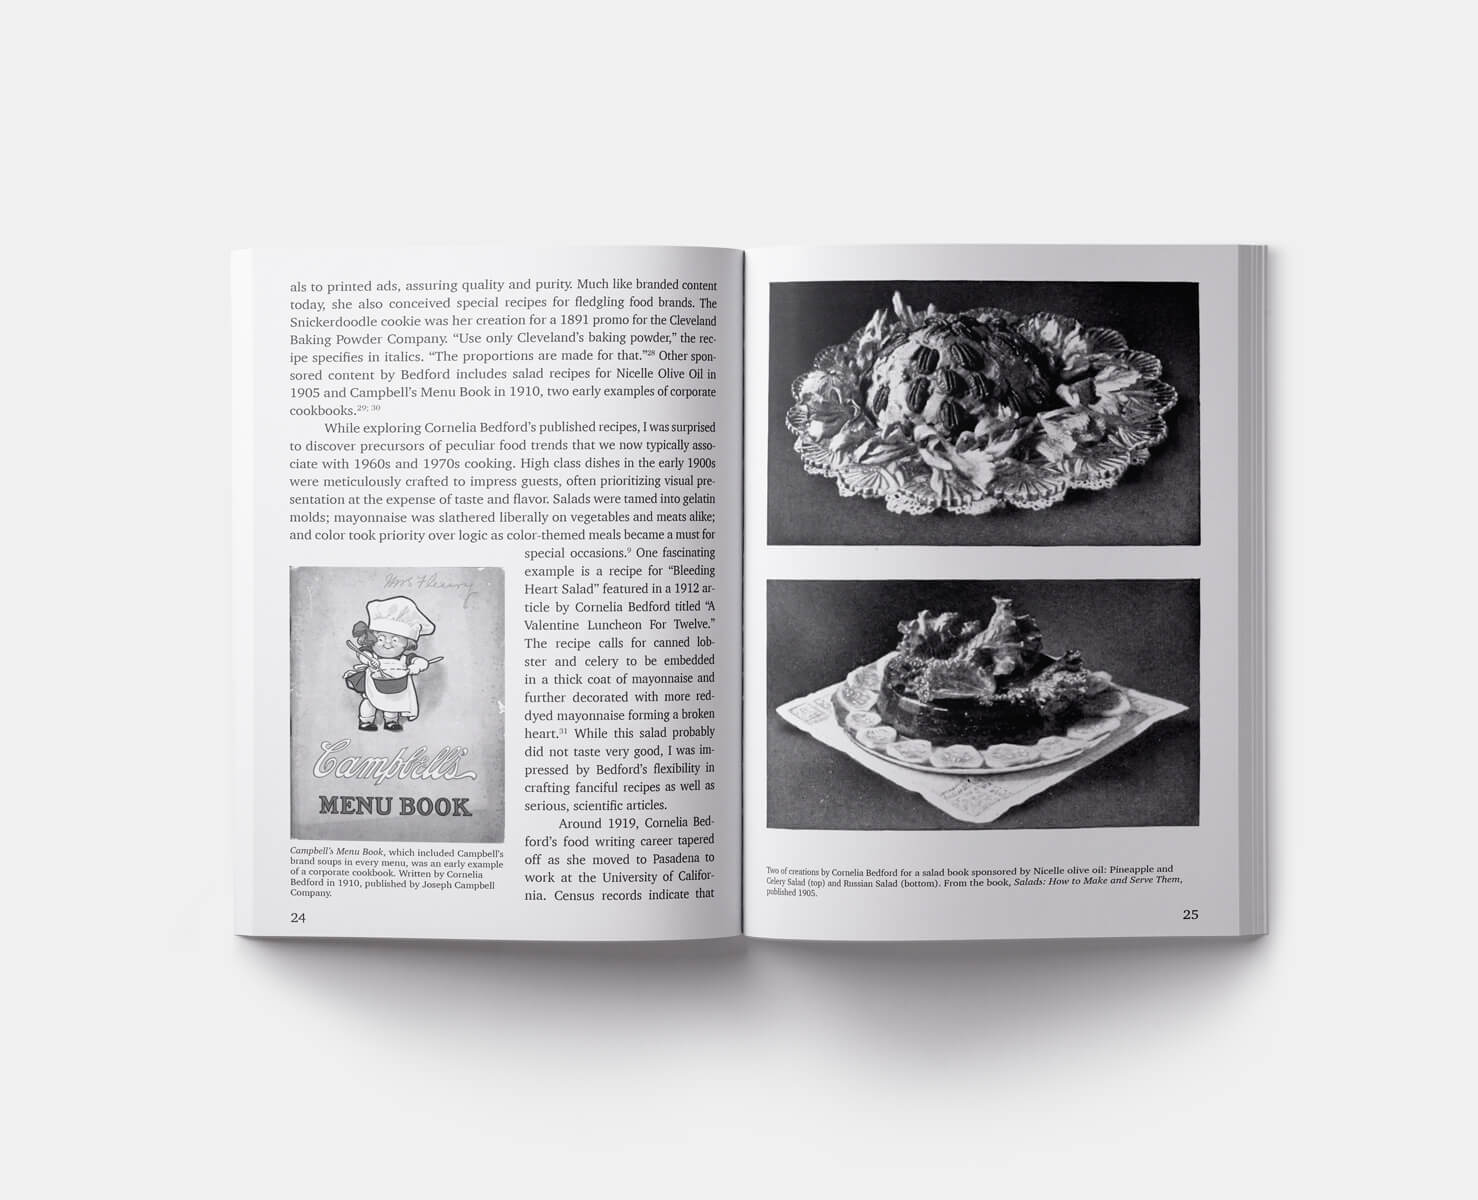 als to printed ads, assuring quality and purity. Much like branded content
today, she also conceived special recipes for fledgling food brands. The
Snickerdoodle cookie was her creation for a 1891 promo for the Cleveland
Baking Powder Company. “Use only Cleveland’s baking powder,” the rec-
ipe specifies in italics. “The proportions are made for that.”28 Other spon-
sored content by Bedford includes salad recipes for Nicelle Olive Oil in
1905 and Campbell’s Menu Book in 1910, two early examples of corporate
cookbooks.29; 30
While exploring Cornelia Bedford’s published recipes, I was surprised
to discover precursors of peculiar food trends that we now typically asso-
ciate with 1960s and 1970s cooking. High class dishes in the early 1900s
were meticulously crafted to impress guests, often prioritizing visual pre-
sentation at the expense of taste and flavor. Salads were tamed into gelatin
molds; mayonnaise was slathered liberally on vegetables and meats alike;
and color took priority over logic as color-themed meals became a must for
special occasions.9 One fascinating
example is a recipe for “Bleeding
Heart Salad” featured in a 1912 ar-
ticle by Cornelia Bedford titled “A
Valentine Luncheon For Twelve.”
The recipe calls for canned lob-
ster and celery to be embedded
in a thick coat of mayonnaise and
further decorated with more red-
dyed mayonnaise forming a broken
heart.31 While this salad probably
did not taste very good, I was im-
pressed by Bedford’s flexibility in
crafting fanciful recipes as well as
serious, scientific articles.
Around 1919, Cornelia Bed-
ford’s food writing career tapered
off as she moved to Pasadena to
work at the University of Califor-
nia. Census records indicate that
Mrs Fleury
Campbell's
MENU BOOK
Campbell’s Menu Book, which included Campbell’s
brand soups in every menu, was an early example
of a corporate cookbook. Written by Cornelia
Bedford in 1910, published by Joseph Campbell
Company.
24
Two of creations by Cornelia Bedford for a salad book sponsored by Nicelle olive oil: Pineapple and
Celery Salad (top) and Russian Salad (bottom). From the book, Salads: How to Make and Serve Them,
published 1905.
25